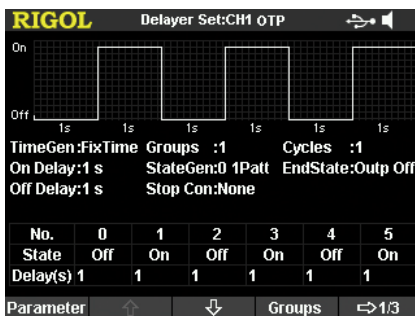 RIGOL Delayer Set:CH1 OTP
On
Off
1s 1s 1s 1s 1s 1s
TimeGen:FixTime Groups :1 Cycles :1
On Delay:1 s StateGen:0 1Patt EndState:Outp Off
Off Delay:1 s Stop Con:None
No. 0 1 2 3 4 5
State Off On Off On Off On
Delay(s) 1 1 1 1 1 1
Parameter Groups 1/3